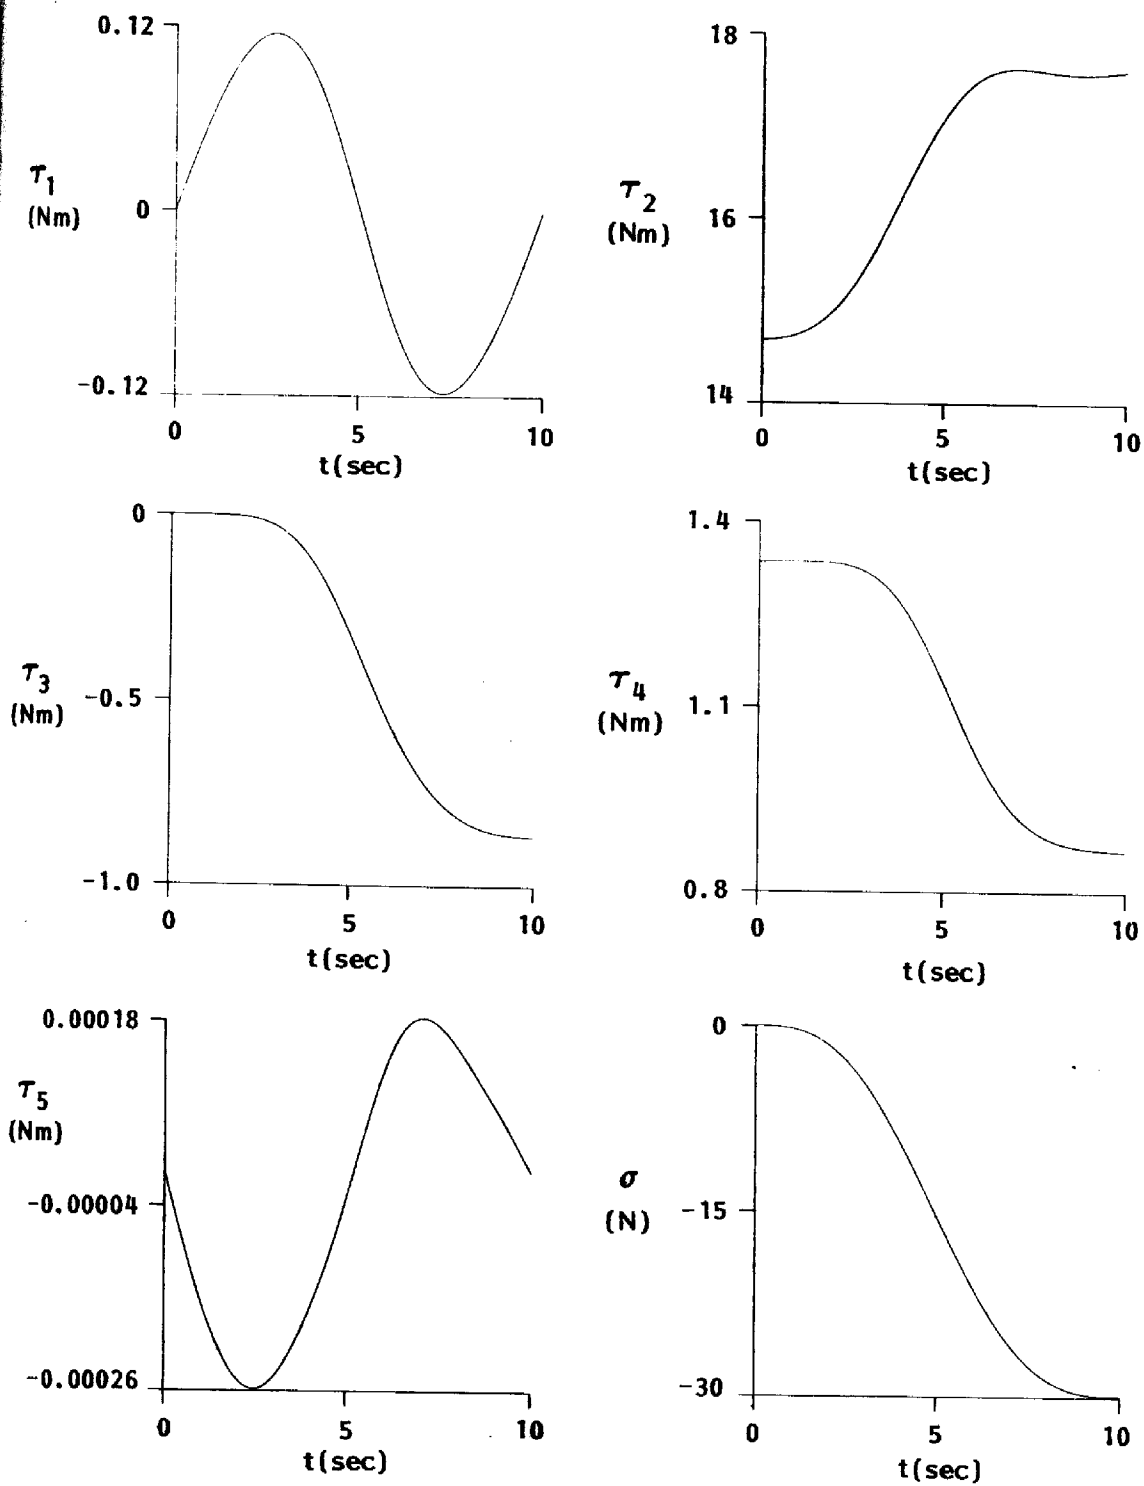 0.12
τ1
(Nm)
0
-0.12
0 5 10
t(sec)
18
τ2
(Nm)
16
14
0 5 10
t(sec)
0
τ3
(Nm)
-0.5
-1.0
0 5 10
t(sec)
1.4
τ4
(Nm)
1.1
0.8
0 5 10
t(sec)
0.00018
τ5
(Nm)
-0.00004
-0.00026
0 5 10
t(sec)
0
σ
(N)
-15
-30
0 5 10
t(sec)